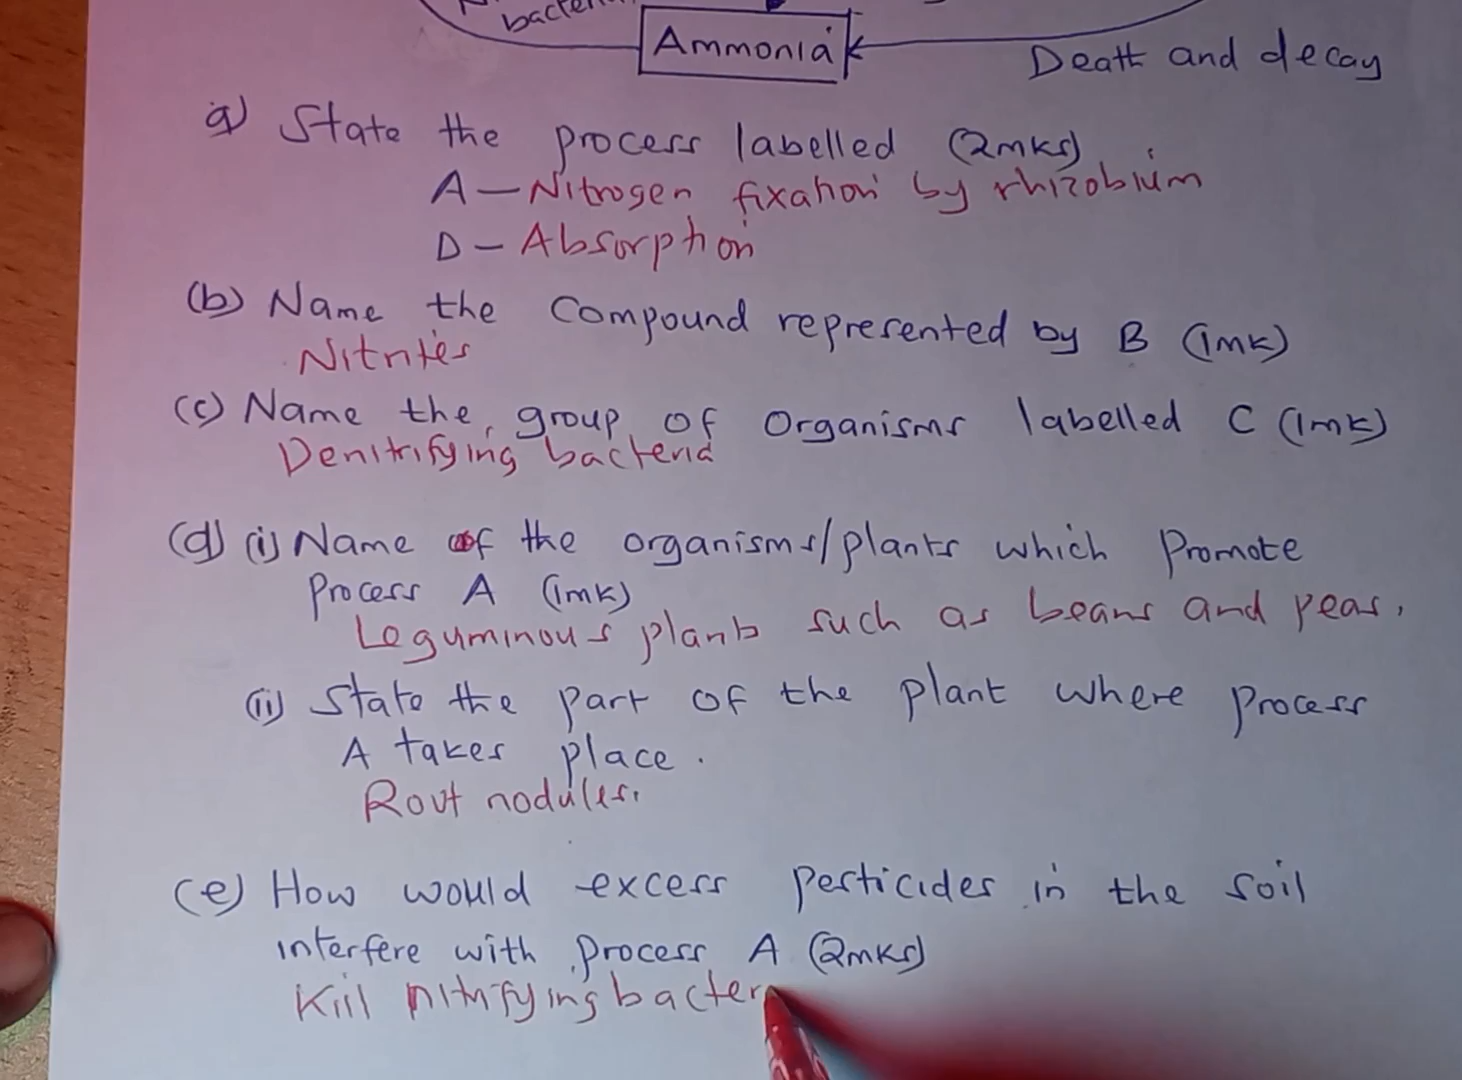 bacter
Ammonia
Death and decay
a) State the process labelled (2mks)
A — Nitrogen fixation by rhizobium
D — Absorption
(b) Name the Compound represented by B (1mk)
Nitrites
(c) Name the group of Organisms labelled C (1mk)
Denitrifying bacteria
(d) (i) Name of the organisms/plants which Promote
Process A (1mk)
Leguminous plants such as beans and peas.
(ii) State the part of the plant where process
A takes place.
Root nodules.
(e) How would excess pesticides in the soil
interfere with process A (2mks)
Kill nitrifying bacter